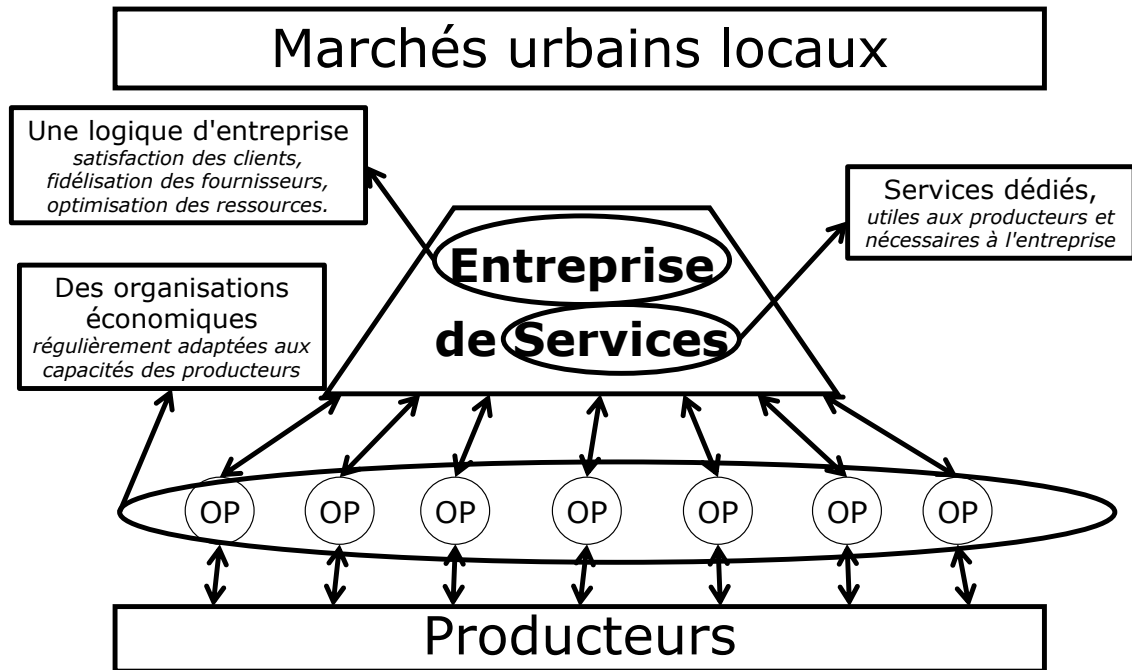 Marchés urbains locaux
Une logique d'entreprise
satisfaction des clients,
fidélisation des fournisseurs,
optimisation des ressources.
Services dédiés,
utiles aux producteurs et
nécessaires à l'entreprise
Entreprise
de Services
Des organisations
économiques
régulièrement adaptées aux
capacités des producteurs
OP OP OP OP OP OP OP
Producteurs